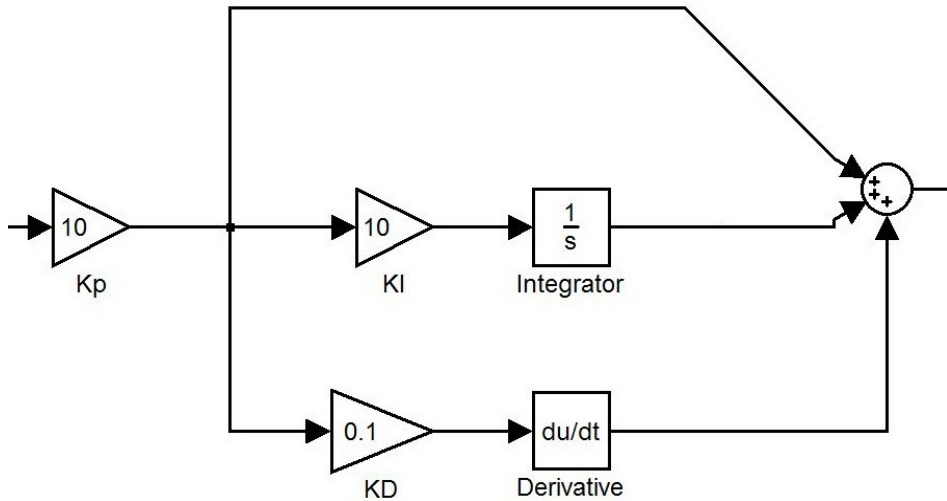 +
+
+
10
Kp
10
KI
1
s
Integrator
0.1
KD
du/dt
Derivative